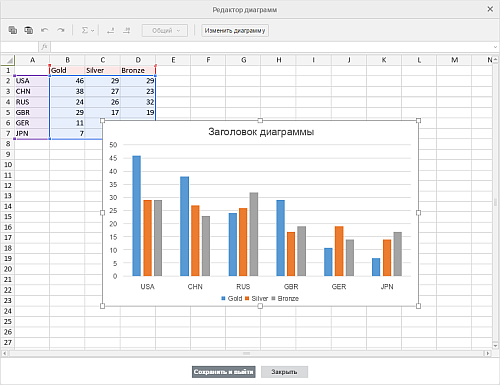 Редактор диаграмм
Общий Изменить диаграмму
fx
A B C D E F G H I J K L M N
1 Gold Silver Bronze
2 USA 46 29 29
3 CHN 38 27 23
4 RUS 24 26 32
5 GBR 29 17 19
6 GER 11
7 JPN 7
8
9
10
11
12
13
14
15
16
17
18
19
20
21
22
23
24
25
26
27
Заголовок диаграммы
50
45
40
35
30
25
20
15
10
5
0
USA CHN RUS GBR GER JPN
Gold Silver Bronze
Сохранить и выйти Закрыть